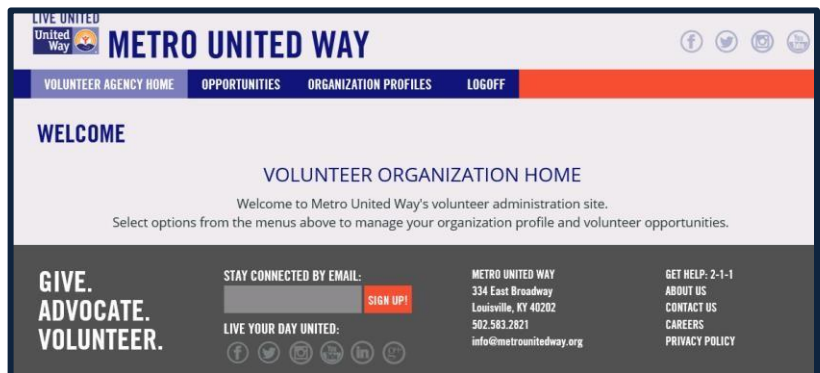 LIVE UNITED
United Way
METRO UNITED WAY
VOLUNTEER AGENCY HOME OPPORTUNITIES ORGANIZATION PROFILES LOGOFF
WELCOME
VOLUNTEER ORGANIZATION HOME
Welcome to Metro United Way's volunteer administration site.
Select options from the menus above to manage your organization profile and volunteer opportunities.
GIVE.
ADVOCATE.
VOLUNTEER.
STAY CONNECTED BY EMAIL:
SIGN UP!
LIVE YOUR DAY UNITED:
METRO UNITED WAY
334 East Broadway
Louisville, KY 40202
502.583.2821
info@metrounitedway.org
GET HELP: 2-1-1
ABOUT US
CONTACT US
CAREERS
PRIVACY POLICY